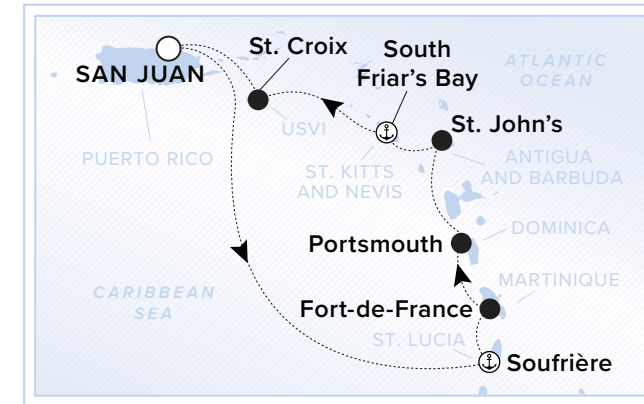 St. Croix
South
Friar's Bay
ATLANTIC
OCEAN
SAN JUAN
USVI
St. John's
PUERTO RICO
ST. KITTS
AND NEVIS
ANTIGUA
AND BARBUDA
DOMINICA
Portsmouth
MARTINIQUE
CARIBBEAN
SEA
Fort-de-France
ST. LUCIA
Soufrière